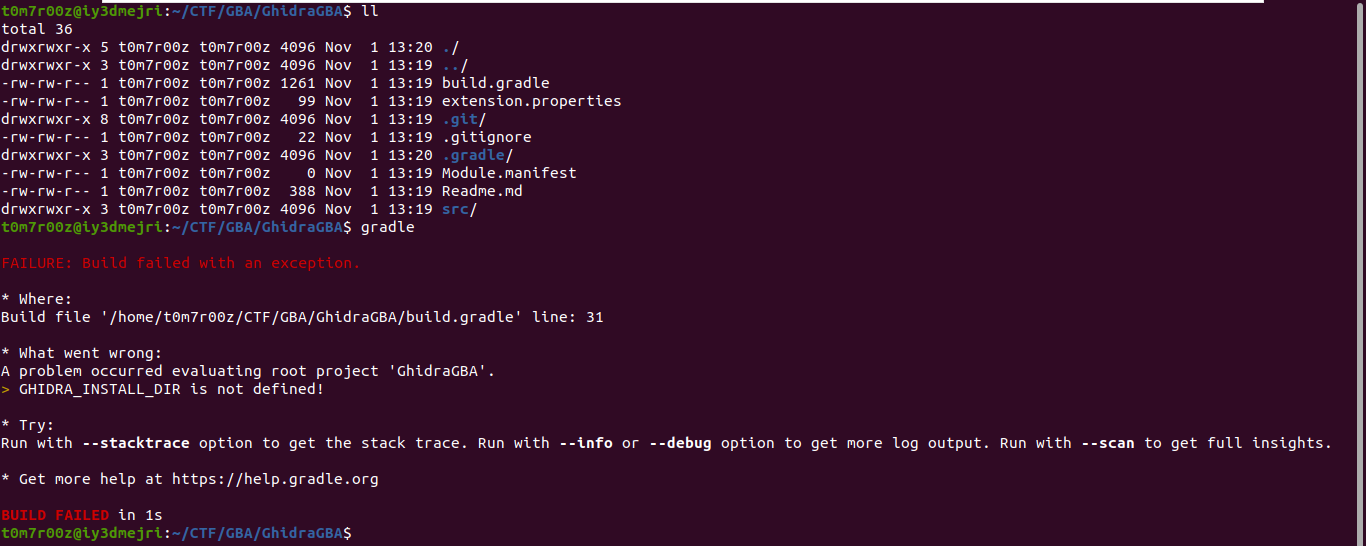 t0m7r00z@iy3dmejri:~/CTF/GBA/GhidraGBA$ ll
total 36
drwxrwxr-x 5 t0m7r00z t0m7r00z 4096 Nov  1 13:20 ./
drwxrwxr-x 3 t0m7r00z t0m7r00z 4096 Nov  1 13:19 ../
-rw-rw-r-- 1 t0m7r00z t0m7r00z 1261 Nov  1 13:19 build.gradle
-rw-rw-r-- 1 t0m7r00z t0m7r00z   99 Nov  1 13:19 extension.properties
drwxrwxr-x 8 t0m7r00z t0m7r00z 4096 Nov  1 13:19 .git/
-rw-rw-r-- 1 t0m7r00z t0m7r00z   22 Nov  1 13:19 .gitignore
drwxrwxr-x 3 t0m7r00z t0m7r00z 4096 Nov  1 13:20 .gradle/
-rw-rw-r-- 1 t0m7r00z t0m7r00z    0 Nov  1 13:19 Module.manifest
-rw-rw-r-- 1 t0m7r00z t0m7r00z  388 Nov  1 13:19 Readme.md
drwxrwxr-x 3 t0m7r00z t0m7r00z 4096 Nov  1 13:19 src/
t0m7r00z@iy3dmejri:~/CTF/GBA/GhidraGBA$ gradle
FAILURE: Build failed with an exception.
* Where:
Build file '/home/t0m7r00z/CTF/GBA/GhidraGBA/build.gradle' line: 31
* What went wrong:
A problem occurred evaluating root project 'GhidraGBA'.
> GHIDRA_INSTALL_DIR is not defined!
* Try:
Run with --stacktrace option to get the stack trace. Run with --info or --debug option to get more log output. Run with --scan to get full insights.
* Get more help at https://help.gradle.org
BUILD FAILED in 1s
t0m7r00z@iy3dmejri:~/CTF/GBA/GhidraGBA$